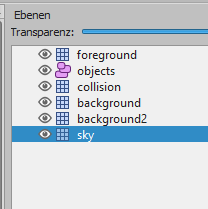 Ebenen
Transparenz:
foreground
objects
collision
background
background2
sky